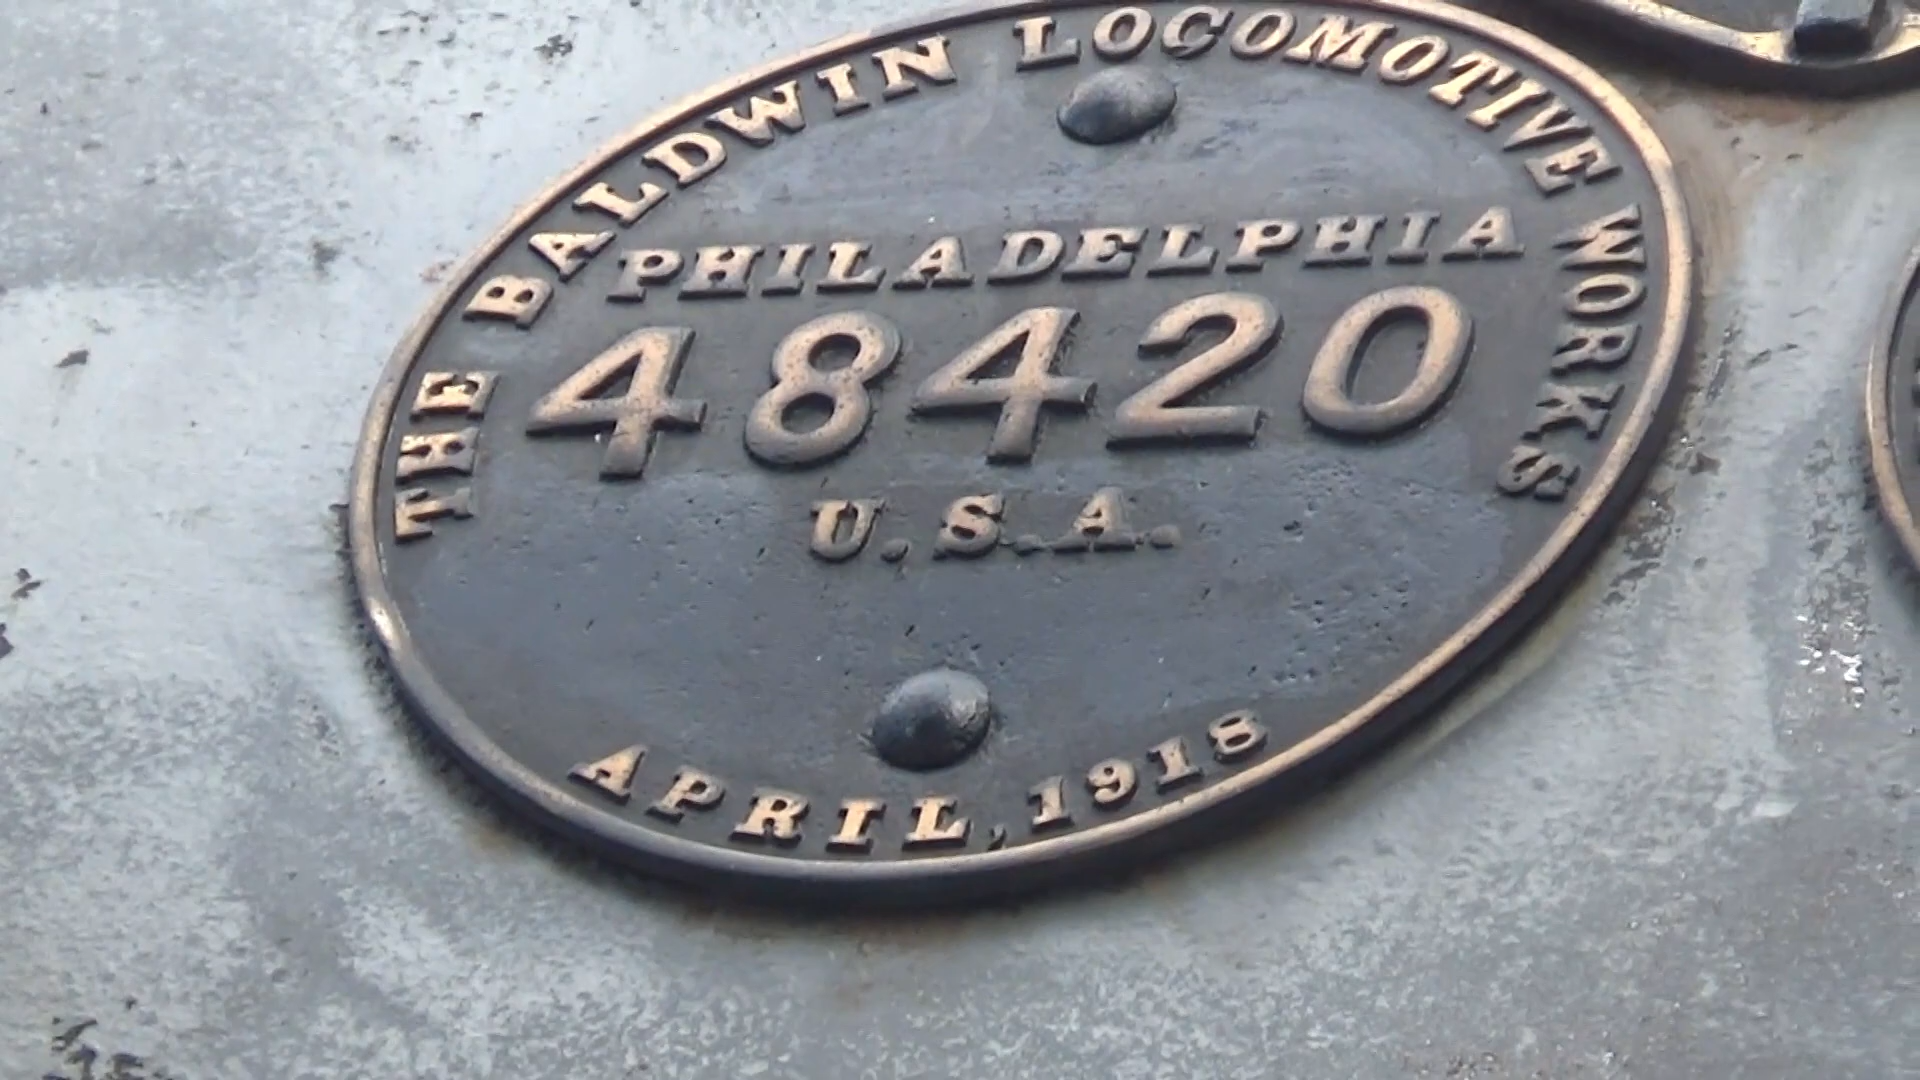 THE BALDWIN LOCOMOTIVE WORKS
PHILADELPHIA
48420
U.S.A.
APRIL, 1918